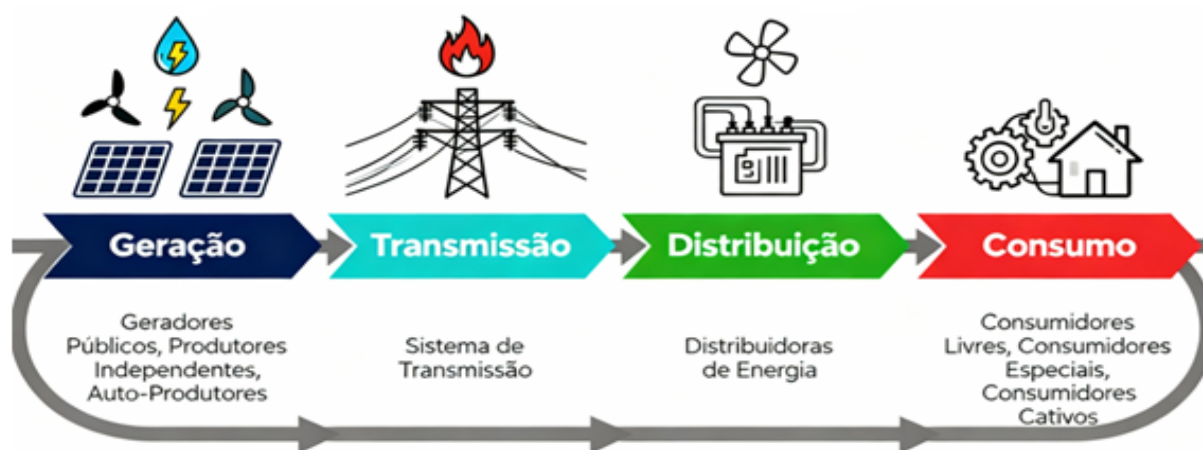 Geração
Transmissão
Distribuição
Consumo
Geradores
Públicos, Produtores
Independentes,
Auto-Produtores
Sistema de
Transmissão
Distribuidoras
de Energia
Consumidores
Livres, Consumidores
Especiais,
Consumidores
Cativos